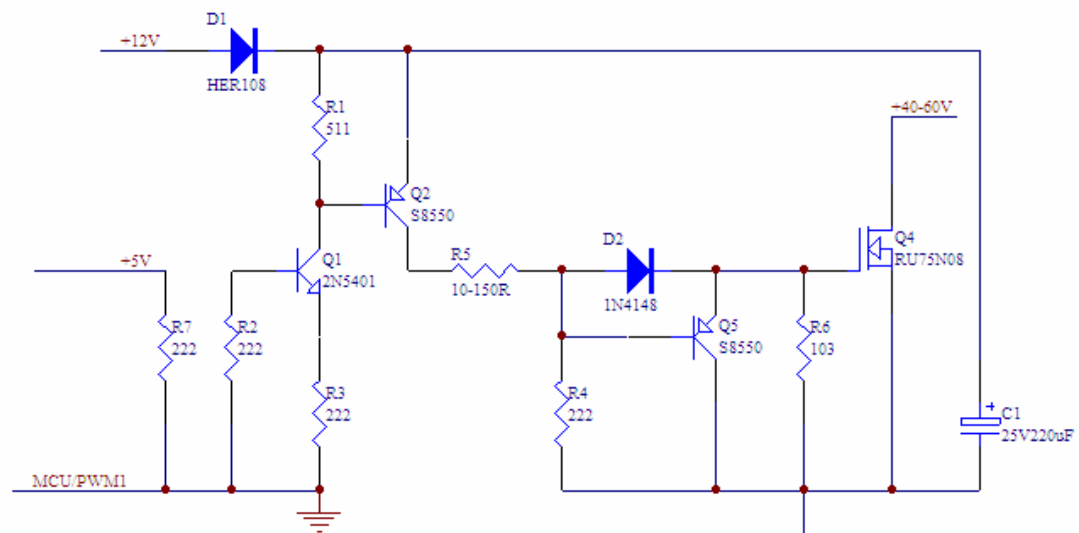 D1
+12V
HER108
R1
511
+40-60V
Q2
S8550
D2
Q4
RU75N08
R5
10-150R
1N4148
+5V
Q1
2N5401
R7
222
R2
222
Q5
S8550
R6
103
R3
222
R4
222
+
C1
25V220uF
MCU/PWM1